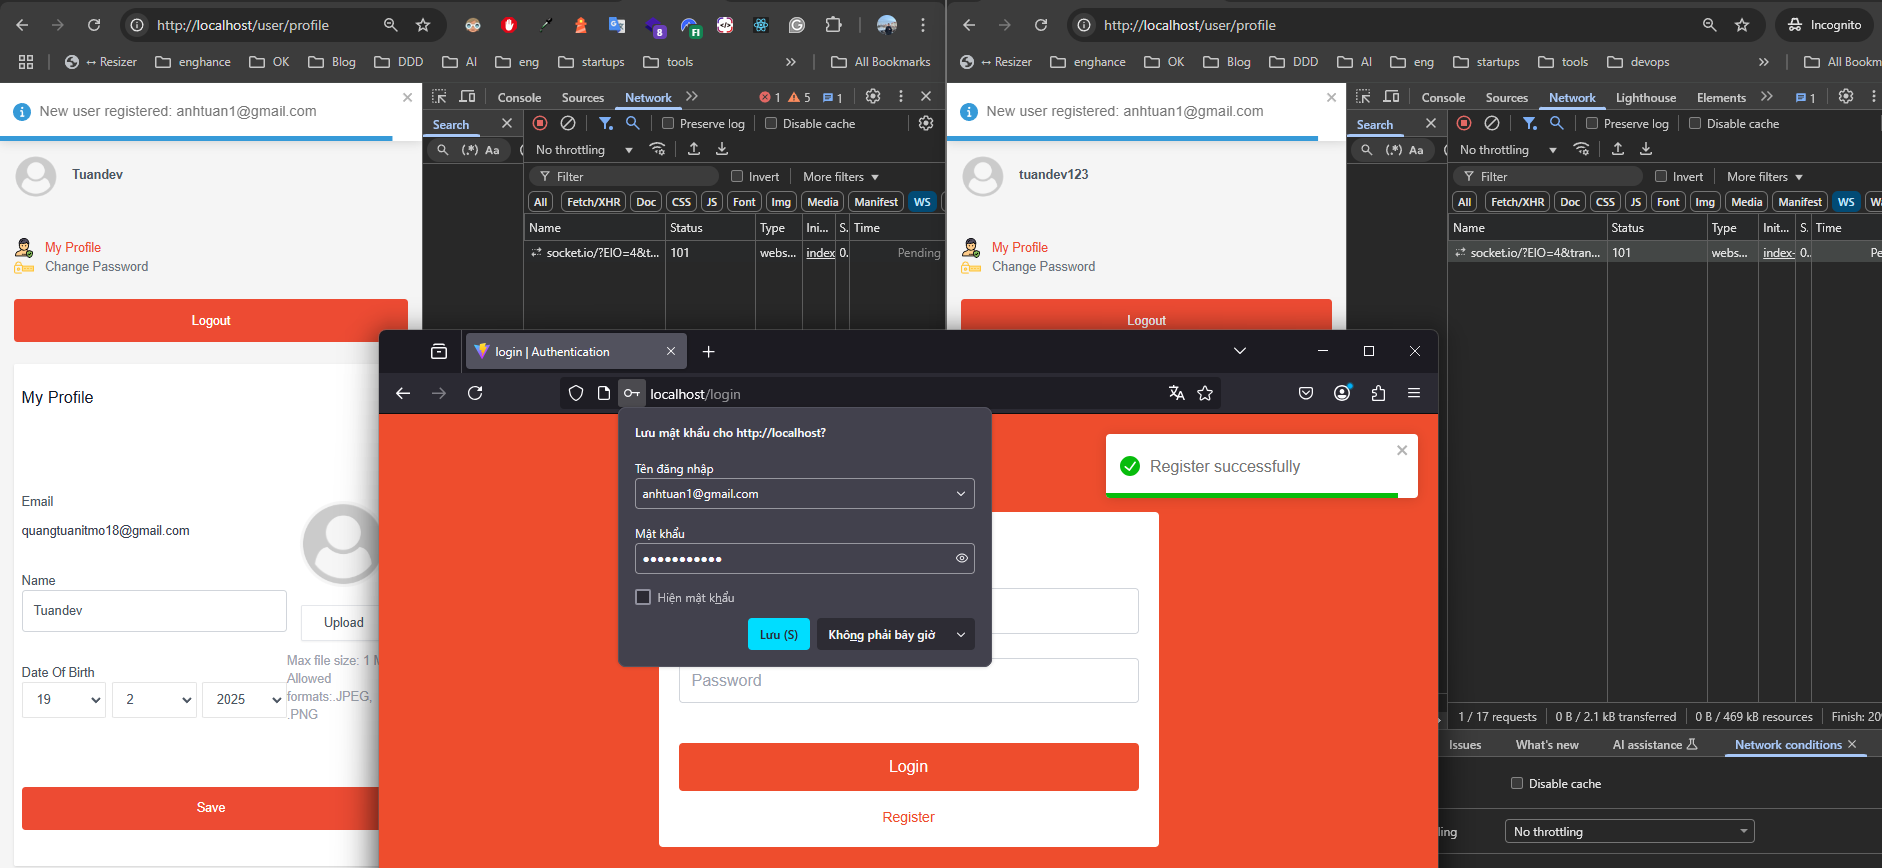 http://localhost/user/profile
8
FI
Resizer
enghance
OK
Blog
DDD
AI
eng
startups
tools
»
All Bookmarks
New user registered: anhtuan1@gmail.com
Console
Sources
Network
»
1
5
1
Search
Preserve log
Disable cache
(.*)
Aa
No throttling
Filter
Invert
More filters
All
Fetch/XHR
Doc
CSS
JS
Font
Img
Media
Manifest
WS
Name
Status
Type
Ini...
S.
Time
socket.io/?EIO=4&t...
101
webs...
index
0.
Pending
Tuandev
My Profile
Change Password
Logout
My Profile
Email
quangtuanitmo18@gmail.com
Name
Tuandev
Upload
Date Of Birth
19
2
2025
Max file size: 1 M
Allowed
formats:.JPEG,
.PNG
Save
http://localhost/user/profile
Incognito
Resizer
enghance
OK
Blog
DDD
AI
eng
startups
tools
devops
»
All Bookm
New user registered: anhtuan1@gmail.com
Console
Sources
Network
Lighthouse
Elements
»
1
Search
Preserve log
Disable cache
(.*)
Aa
No throttling
Filter
Invert
More filters
All
Fetch/XHR
Doc
CSS
JS
Font
Img
Media
Manifest
WS
Wa
Name
Status
Type
Init...
S.
Time
socket.io/?EIO=4&tran...
101
webs...
index-
0.
Pe
tuandev123
My Profile
Change Password
Logout
login | Authentication
localhost/login
Lưu mật khẩu cho http://localhost?
Tên đăng nhập
anhtuan1@gmail.com
Mật khẩu
Hiện mật khẩu
Lưu (S)
Không phải bây giờ
Register successfully
Password
Login
Register
1 / 17 requests
0 B / 2.1 kB transferred
0 B / 469 kB resources
Finish: 20
Issues
What's new
AI assistance
Network conditions
Disable cache
ling
No throttling